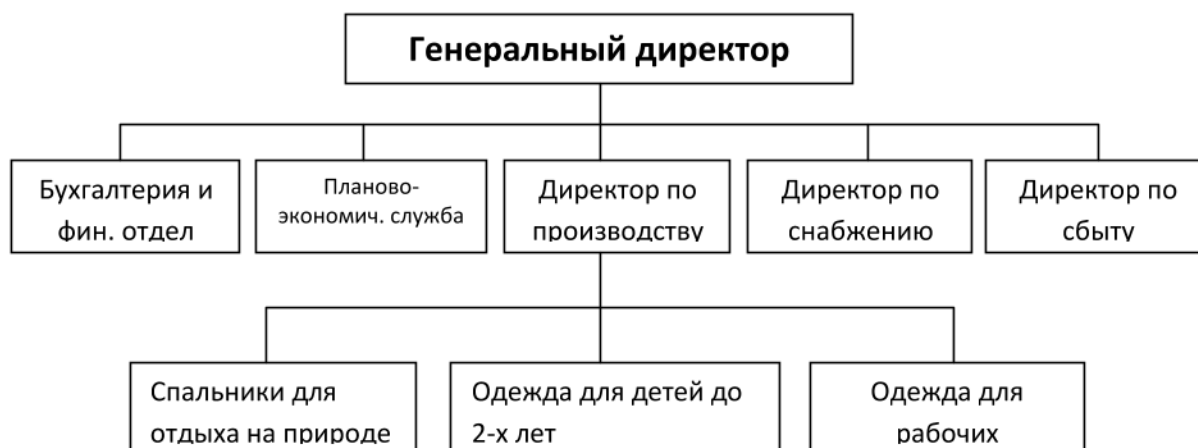 Генеральный директор
Бухгалтерия и
фин. отдел
Планово-
экономич. служба
Директор по
производству
Директор по
снабжению
Директор по
сбыту
Спальники для
отдыха на природе
Одежда для детей до
2-х лет
Одежда для
рабочих